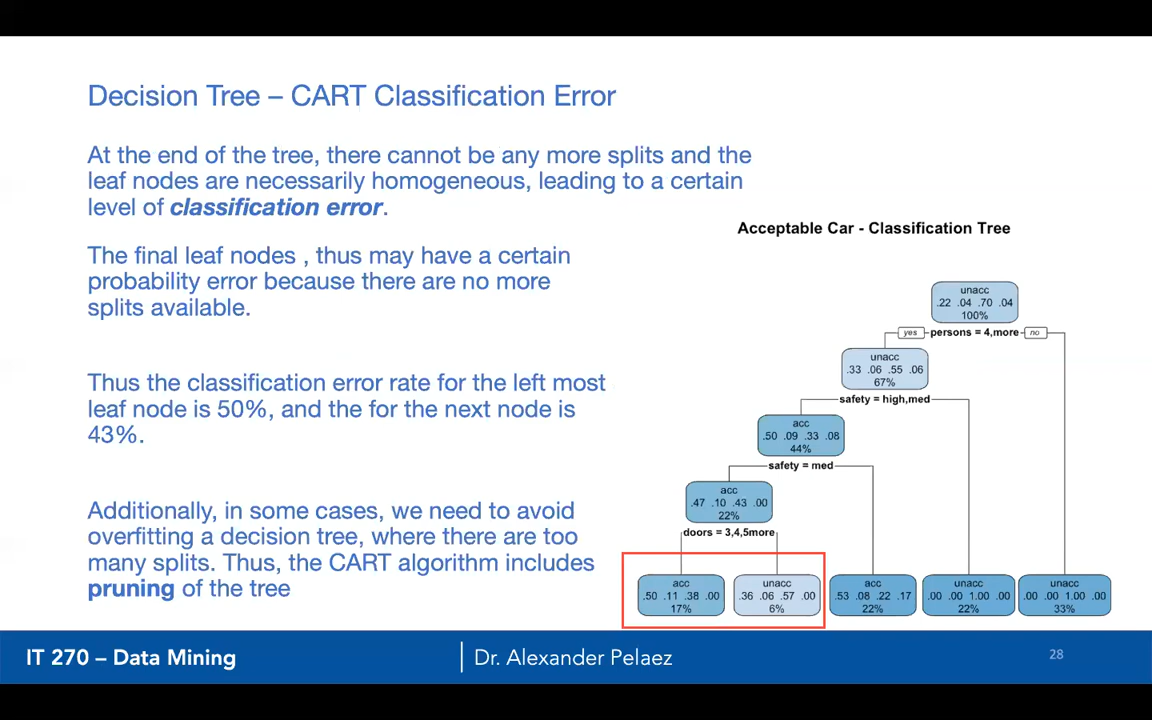 Decision Tree – CART Classification Error
At the end of the tree, there cannot be any more splits and the
leaf nodes are necessarily homogeneous, leading to a certain
level of classification error.
The final leaf nodes , thus may have a certain
probability error because there are no more
splits available.
Thus the classification error rate for the left most
leaf node is 50%, and the for the next node is
43%.
Additionally, in some cases, we need to avoid
overfitting a decision tree, where there are too
many splits. Thus, the CART algorithm includes
pruning of the tree
Acceptable Car - Classification Tree
unacc
.22 .04 .70 .04
100%
yes persons = 4,more no
unacc
.33 .06 .55 .06
67%
safety = high,med
acc
.50 .09 .33 .08
44%
safety = med
acc
.47 .10 .43 .00
22%
doors = 3,4,5more
acc
.50 .11 .38 .00
17%
unacc
.36 .06 .57 .00
6%
acc
.53 .08 .22 .17
22%
unacc
.00 .00 1.00 .00
22%
unacc
.00 .00 1.00 .00
33%
IT 270 – Data Mining
Dr. Alexander Pelaez
28